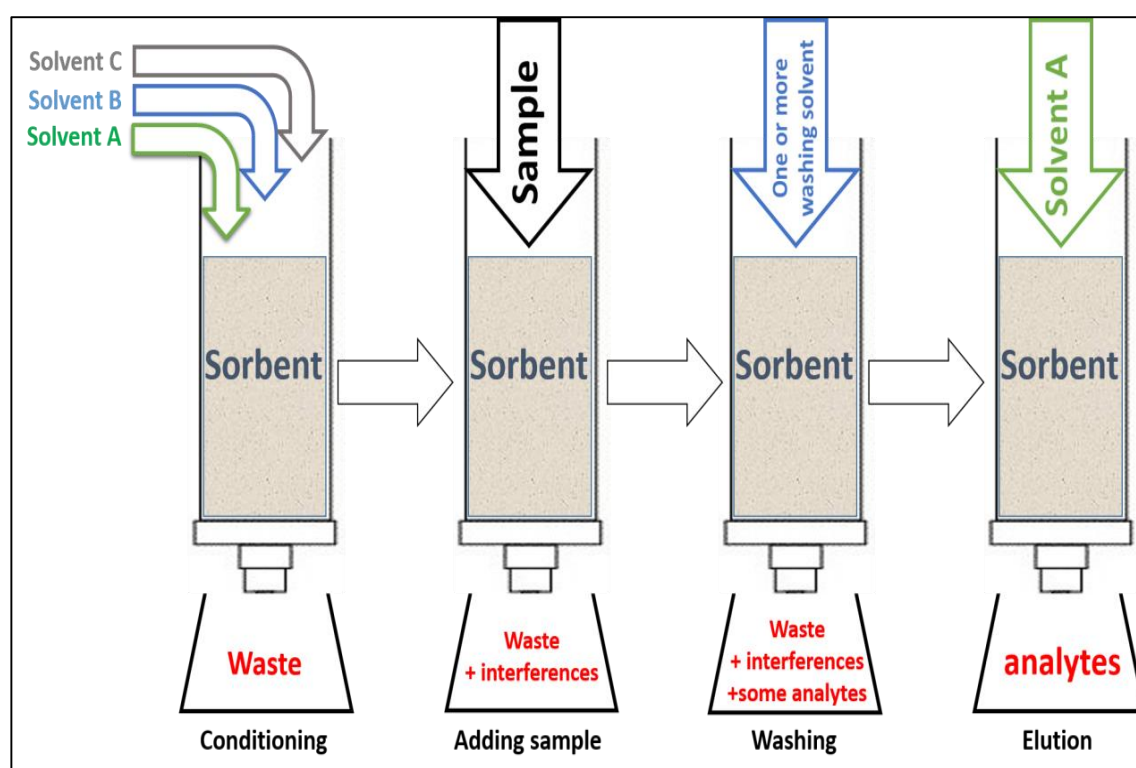 Solvent C
Solvent B
Solvent A
Sample
One or more
washing solvent
Solvent A
Sorbent
Sorbent
Sorbent
Sorbent
Waste
Waste
+ interferences
Waste
+ interferences
+some analytes
analytes
Conditioning
Adding sample
Washing
Elution